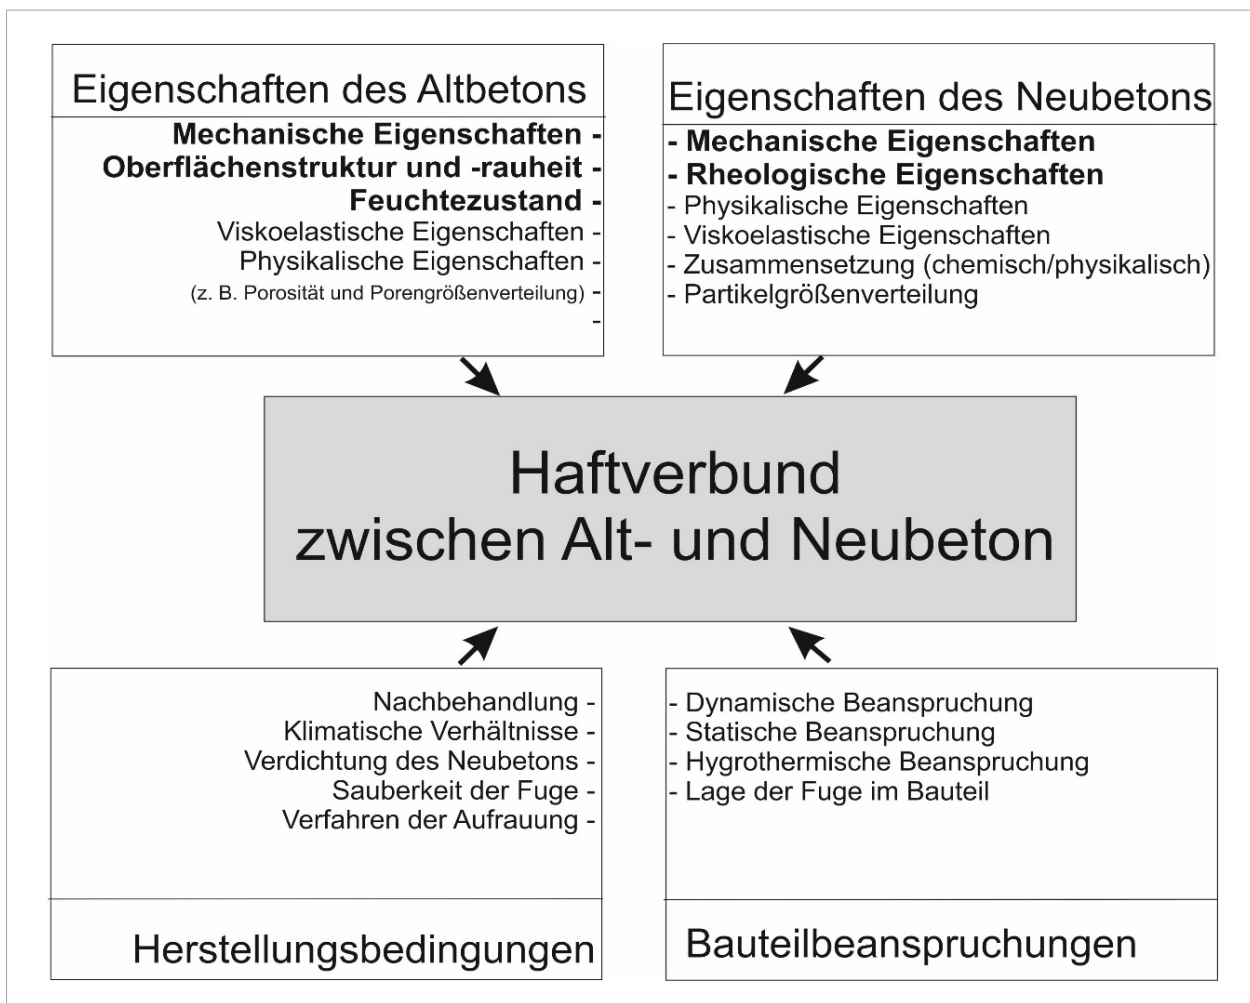 Eigenschaften des Altbetons
Mechanische Eigenschaften -
Oberflächenstruktur und -rauheit -
Feuchtezustand -
Viskoelastische Eigenschaften -
Physikalische Eigenschaften -
(z. B. Porosität und Porengrößenverteilung) -
-
Eigenschaften des Neubetons
- Mechanische Eigenschaften
- Rheologische Eigenschaften
- Physikalische Eigenschaften
- Viskoelastische Eigenschaften
- Zusammensetzung (chemisch/physikalisch)
- Partikelgrößenverteilung
Haftverbund
zwischen Alt- und Neubeton
Nachbehandlung -
Klimatische Verhältnisse -
Verdichtung des Neubetons -
Sauberkeit der Fuge -
Verfahren der Aufrauung -
Herstellungsbedingungen
- Dynamische Beanspruchung
- Statische Beanspruchung
- Hygrothermische Beanspruchung
- Lage der Fuge im Bauteil
Bauteilbeanspruchungen